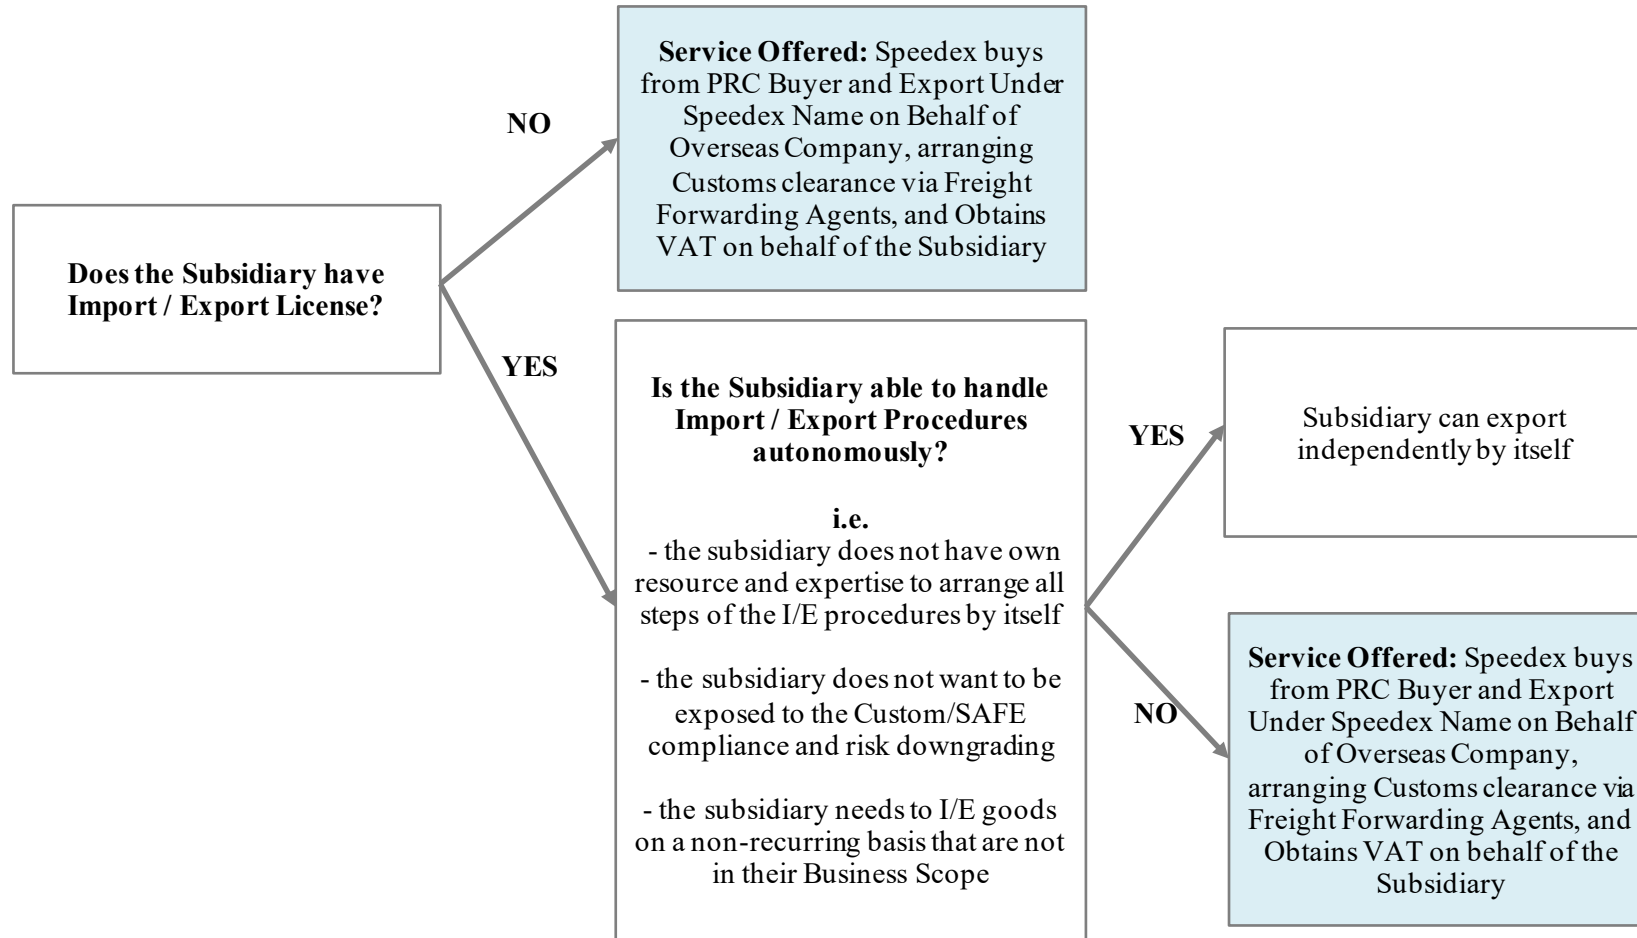 Does the Subsidiary have
Import / Export License?
NO
Service Offered: Speedex buys
from PRC Buyer and Export Under
Speedex Name on Behalf of
Overseas Company, arranging
Customs clearance via Freight
Forwarding Agents, and Obtains
VAT on behalf of the Subsidiary
YES
Is the Subsidiary able to handle
Import / Export Procedures
autonomously?
i.e.
- the subsidiary does not have own
resource and expertise to arrange all
steps of the I/E procedures by itself
- the subsidiary does not want to be
exposed to the Custom/SAFE
compliance and risk downgrading
- the subsidiary needs to I/E goods
on a non-recurring basis that are not
in their Business Scope
YES
Subsidiary can export
independently by itself
NO
Service Offered: Speedex buys
from PRC Buyer and Export
Under Speedex Name on Behalf
of Overseas Company,
arranging Customs clearance via
Freight Forwarding Agents, and
Obtains VAT on behalf of the
Subsidiary